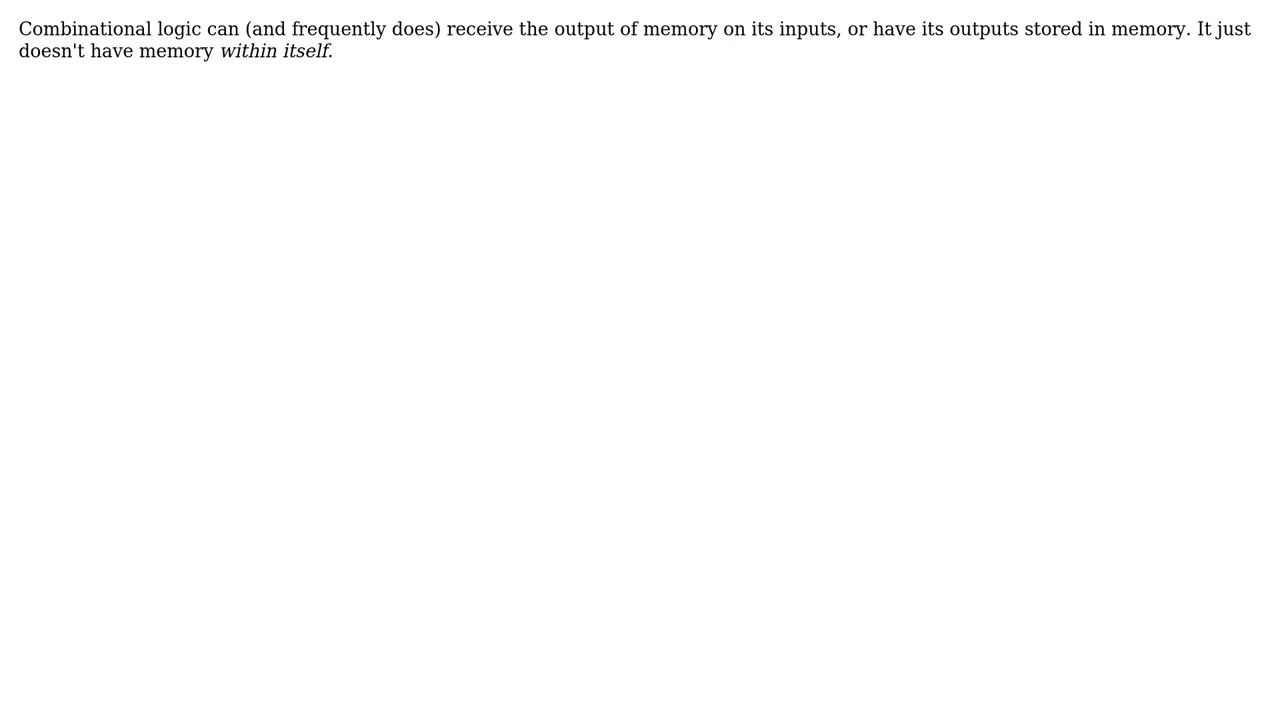 Combinational logic can (and frequently does) receive the output of memory on its inputs, or have its outputs stored in memory. It just
doesn't have memory within itself.